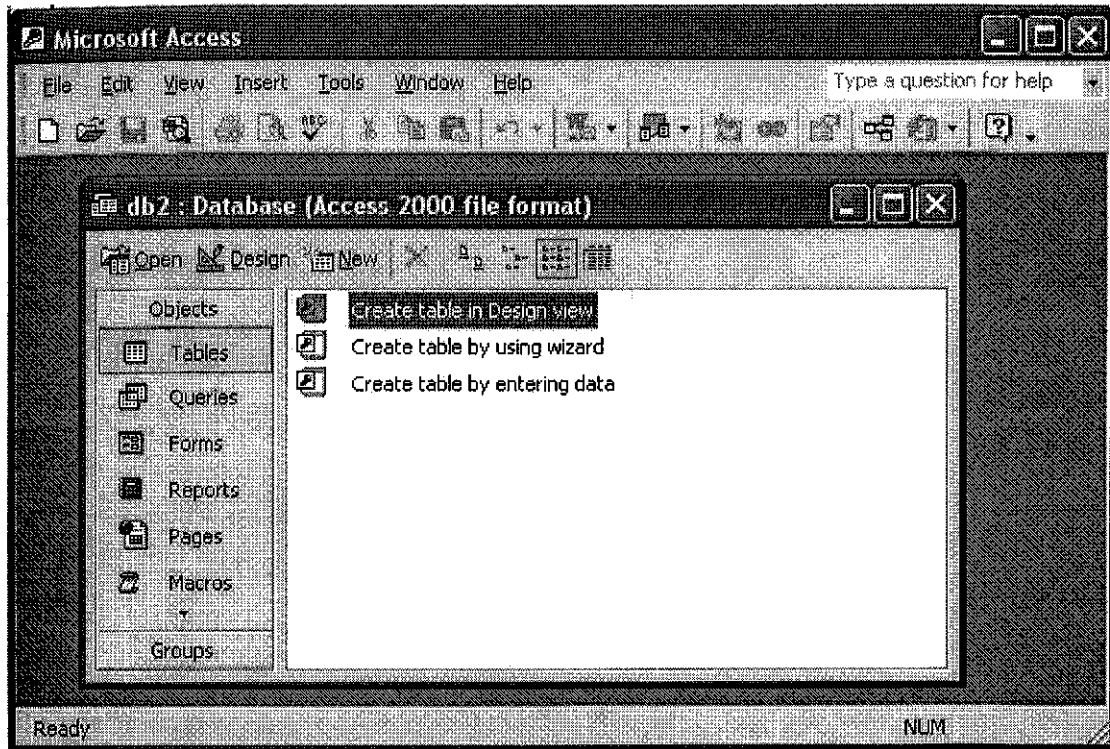 Microsoft Access
File Edit View Insert Tools Window Help Type a question for help
ABC
db2 : Database (Access 2000 file format)
Open Design New
Objects
Tables
Queries
Forms
Reports
Pages
Macros
Groups
Create table in Design view
Create table by using wizard
Create table by entering data
Ready NUM